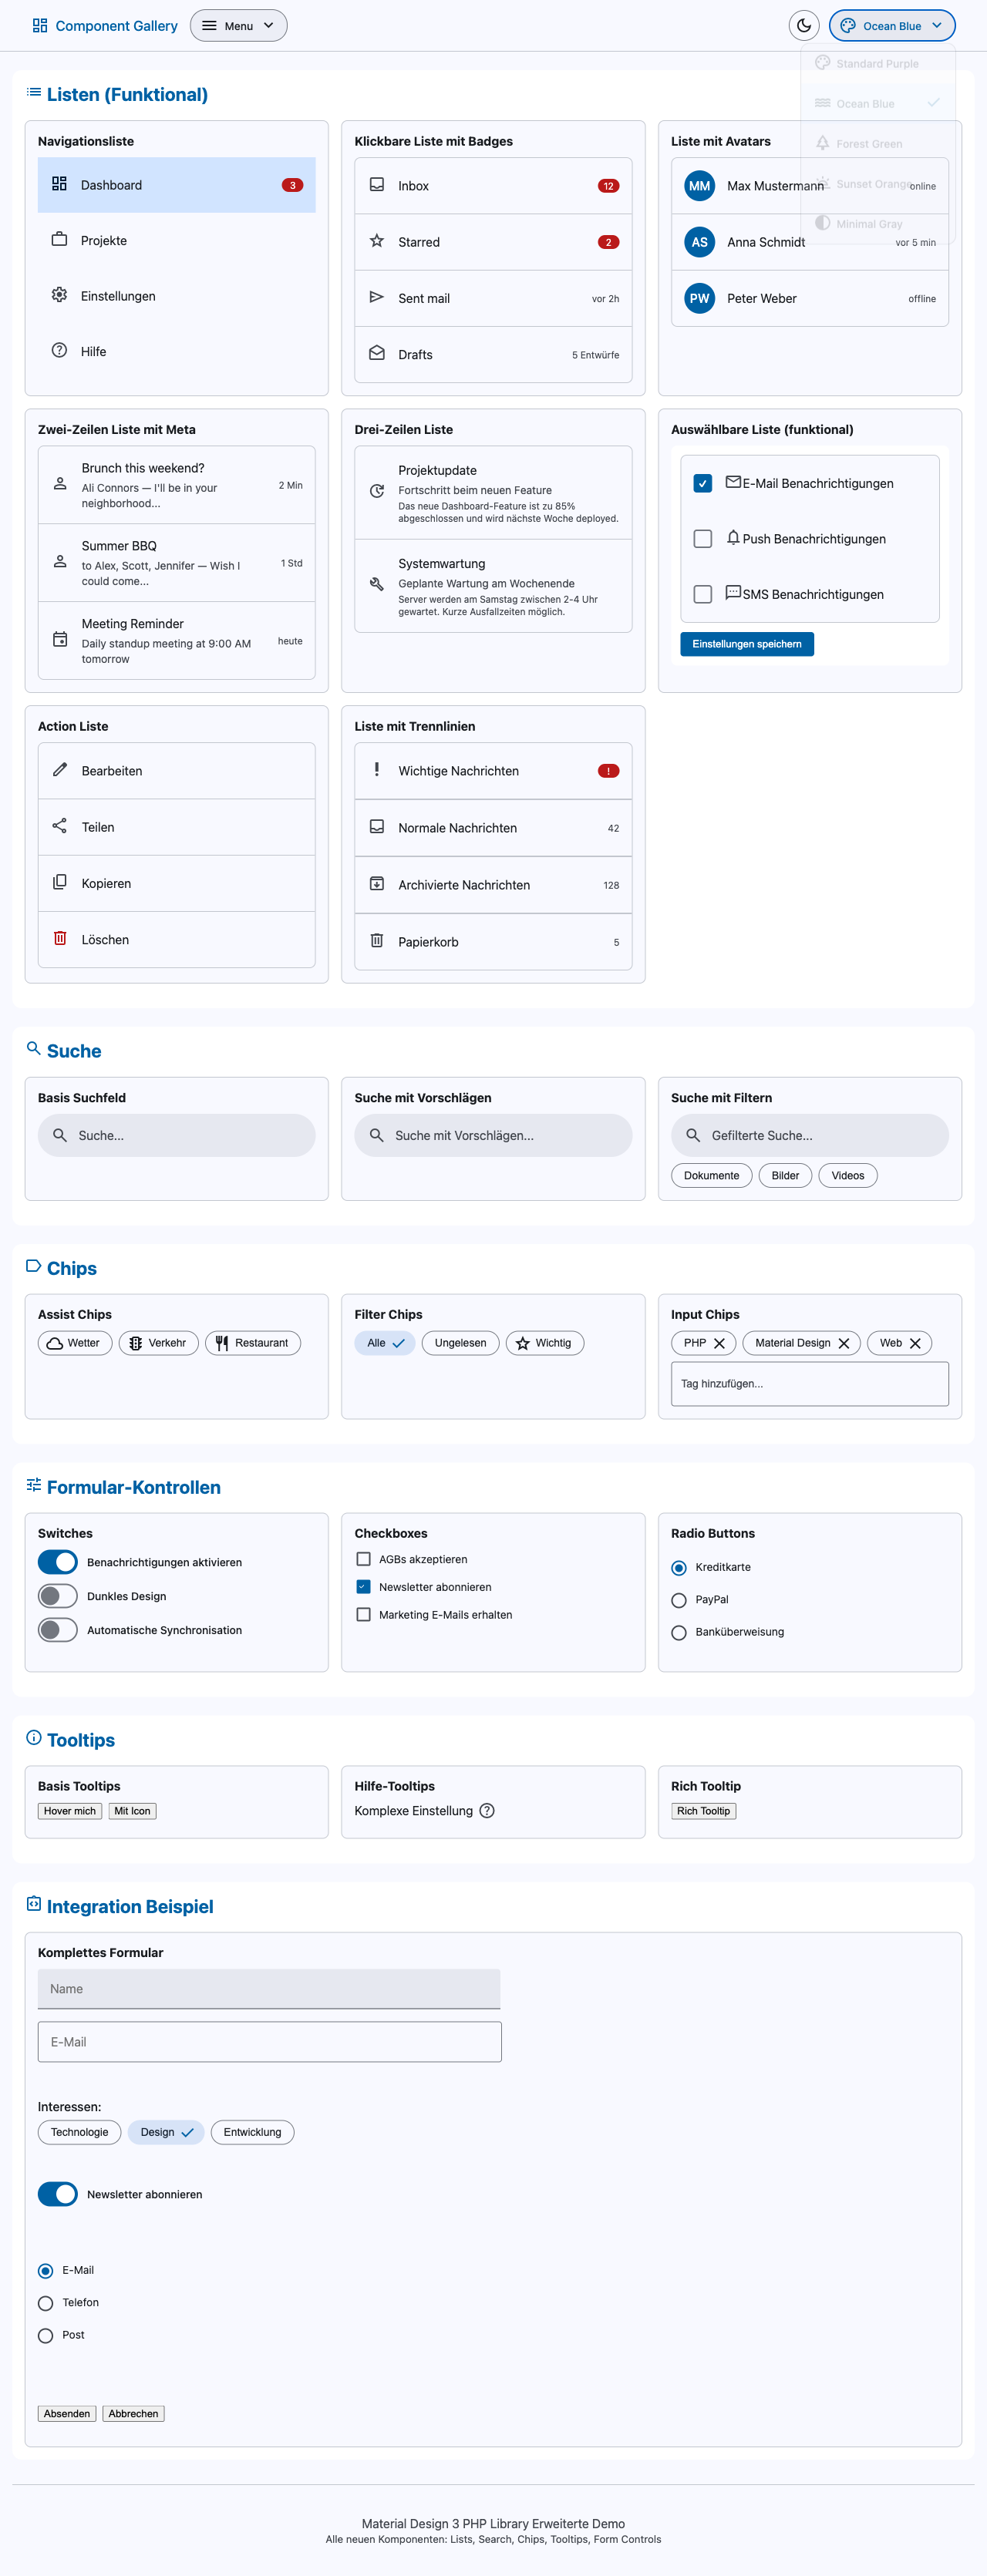 Component Gallery
Menu
Ocean Blue
Standard Purple
Ocean Blue
Forest Green
Sunset Orange
Minimal Gray
Listen (Funktional)
Navigationsliste
Dashboard
3
Projekte
Einstellungen
Hilfe
Klickbare Liste mit Badges
Inbox
12
Starred
2
Sent mail
vor 2h
Drafts
5 Entwürfe
Liste mit Avatars
MM
Max Mustermann
online
AS
Anna Schmidt
vor 5 min
PW
Peter Weber
offline
Zwei-Zeilen Liste mit Meta
Brunch this weekend?
Ali Connors — I'll be in your
neighborhood...
2 Min
Summer BBQ
to Alex, Scott, Jennifer — Wish I
could come...
1 Std
Meeting Reminder
Daily standup meeting at 9:00 AM
tomorrow
heute
Drei-Zeilen Liste
Projektupdate
Fortschritt beim neuen Feature
Das neue Dashboard-Feature ist zu 85%
abgeschlossen und wird nächste Woche deployed.
Systemwartung
Geplante Wartung am Wochenende
Server werden am Samstag zwischen 2-4 Uhr
gewartet. Kurze Ausfallzeiten möglich.
Auswählbare Liste (funktional)
E-Mail Benachrichtigungen
Push Benachrichtigungen
SMS Benachrichtigungen
Einstellungen speichern
Action Liste
Bearbeiten
Teilen
Kopieren
Löschen
Liste mit Trennlinien
Wichtige Nachrichten
!
Normale Nachrichten
42
Archivierte Nachrichten
128
Papierkorb
5
Suche
Basis Suchfeld
Suche...
Suche mit Vorschlägen
Suche mit Vorschlägen...
Suche mit Filtern
Gefilterte Suche...
Dokumente
Bilder
Videos
Chips
Assist Chips
Wetter
Verkehr
Restaurant
Filter Chips
Alle
Ungelesen
Wichtig
Input Chips
PHP
Material Design
Web
Tag hinzufügen...
Formular-Kontrollen
Switches
Benachrichtigungen aktivieren
Dunkles Design
Automatische Synchronisation
Checkboxes
AGBs akzeptieren
Newsletter abonnieren
Marketing E-Mails erhalten
Radio Buttons
Kreditkarte
PayPal
Banküberweisung
Tooltips
Basis Tooltips
Hover mich
Mit Icon
Hilfe-Tooltips
Komplexe Einstellung
Rich Tooltip
Rich Tooltip
Integration Beispiel
Komplettes Formular
Name
E-Mail
Interessen:
Technologie
Design
Entwicklung
Newsletter abonnieren
E-Mail
Telefon
Post
Absenden
Abbrechen
Material Design 3 PHP Library Erweiterte Demo
Alle neuen Komponenten: Lists, Search, Chips, Tooltips, Form Controls